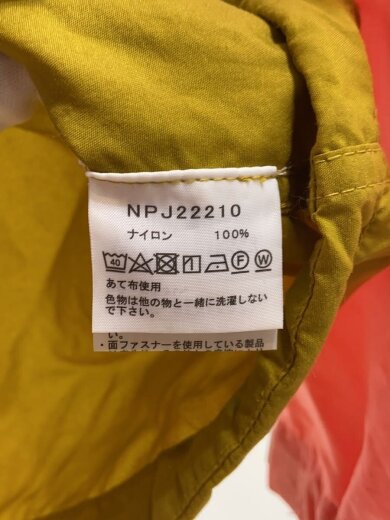 NPJ22210
ナイロン 100%
40 F W
あて布使用
色物は他の物と一緒に洗濯しない
で下さい。
い。
・面ファスナーを使用している製品